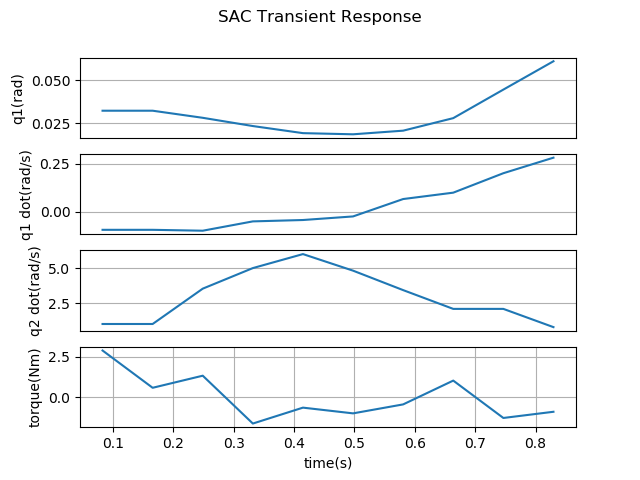 SAC Transient Response
q1(rad)
0.050
0.025
q1 dot(rad/s)
0.25
0.00
q2 dot(rad/s)
5.0
2.5
torque(Nm)
2.5
0.0
0.1 0.2 0.3 0.4 0.5 0.6 0.7 0.8
time(s)